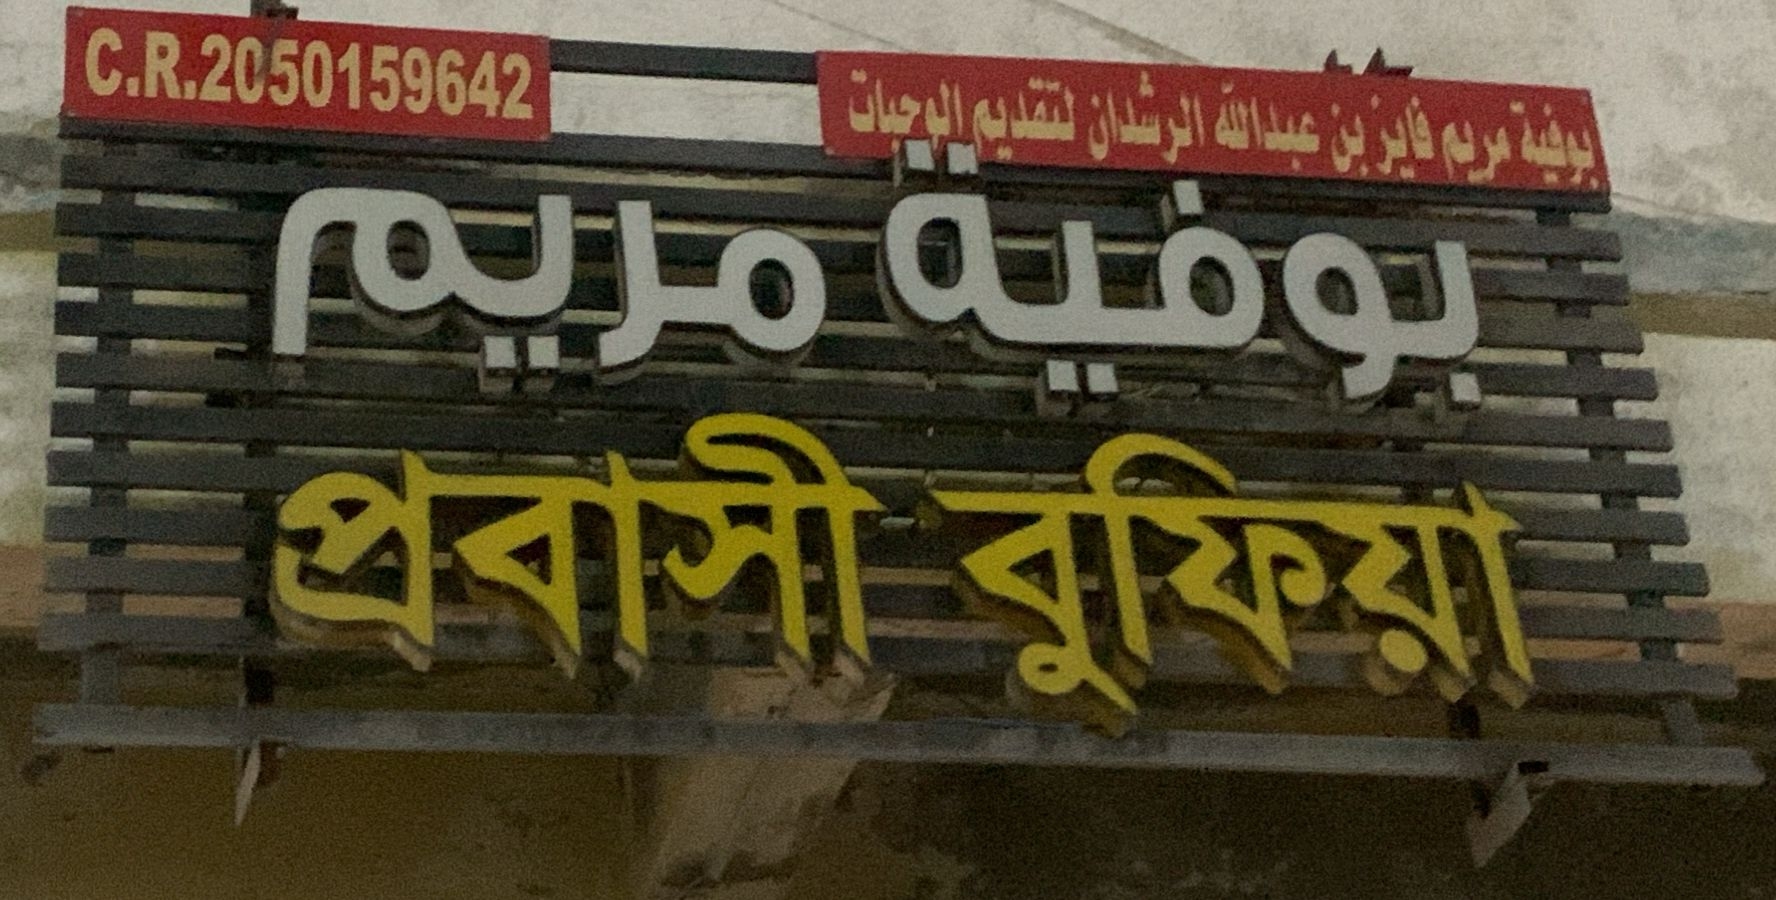 C.R.2050159642
بوفية مريم فايز بن عبدالله الرشدان لتقديم الوجبات
بوفية مريم
প্রবাসী বুফিয়া